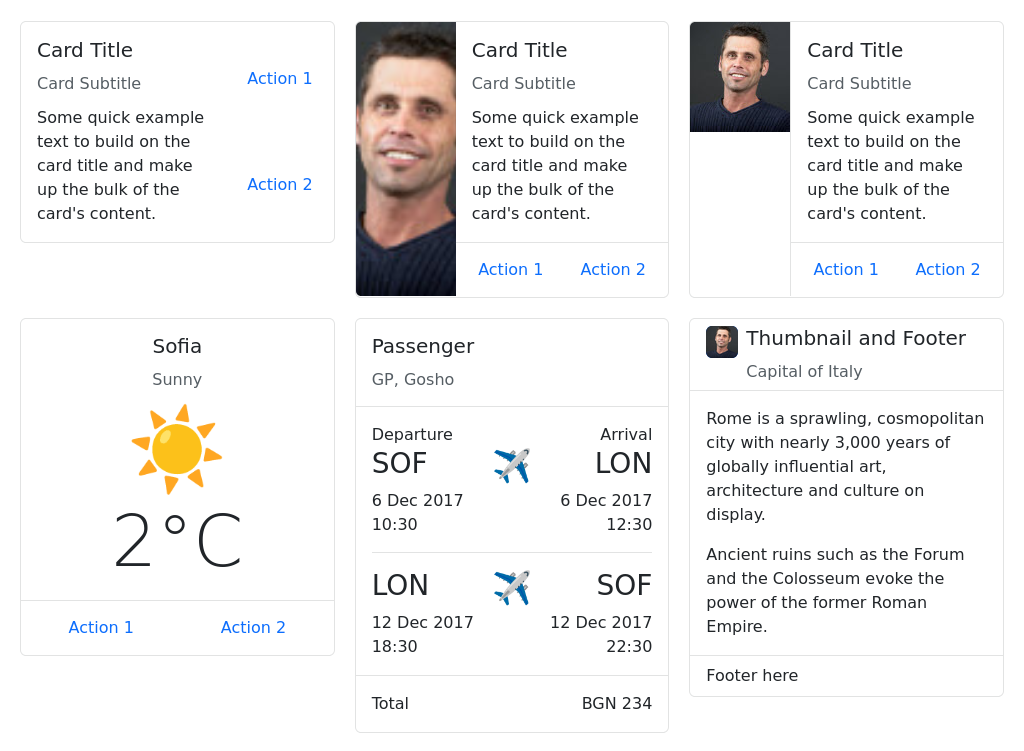 Card Title
Card Subtitle
Some quick example
text to build on the
card title and make
up the bulk of the
card's content.
Action 1
Action 2
Card Title
Card Subtitle
Some quick example
text to build on the
card title and make
up the bulk of the
card's content.
Action 1 Action 2
Card Title
Card Subtitle
Some quick example
text to build on the
card title and make
up the bulk of the
card's content.
Action 1 Action 2
Sofia
Sunny
2°C
Action 1 Action 2
Passenger
GP, Gosho
Departure Arrival
SOF LON
6 Dec 2017 6 Dec 2017
10:30 12:30
LON SOF
12 Dec 2017 12 Dec 2017
18:30 22:30
Total BGN 234
Thumbnail and Footer
Capital of Italy
Rome is a sprawling, cosmopolitan
city with nearly 3,000 years of
globally influential art,
architecture and culture on
display.
Ancient ruins such as the Forum
and the Colosseum evoke the
power of the former Roman
Empire.
Footer here